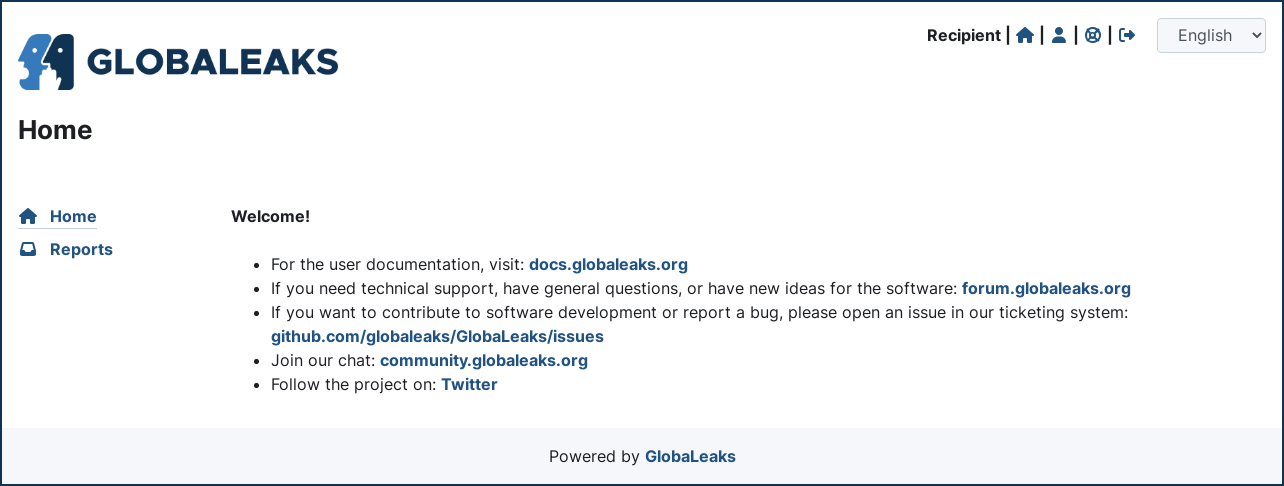 GLOBALEAKS
Recipient | | | |
English
Home
Home
Reports
Welcome!
• For the user documentation, visit: docs.globaleaks.org
• If you need technical support, have general questions, or have new ideas for the software: forum.globaleaks.org
• If you want to contribute to software development or report a bug, please open an issue in our ticketing system:
github.com/globaleaks/GlobaLeaks/issues
• Join our chat: community.globaleaks.org
• Follow the project on: Twitter
Powered by GlobaLeaks